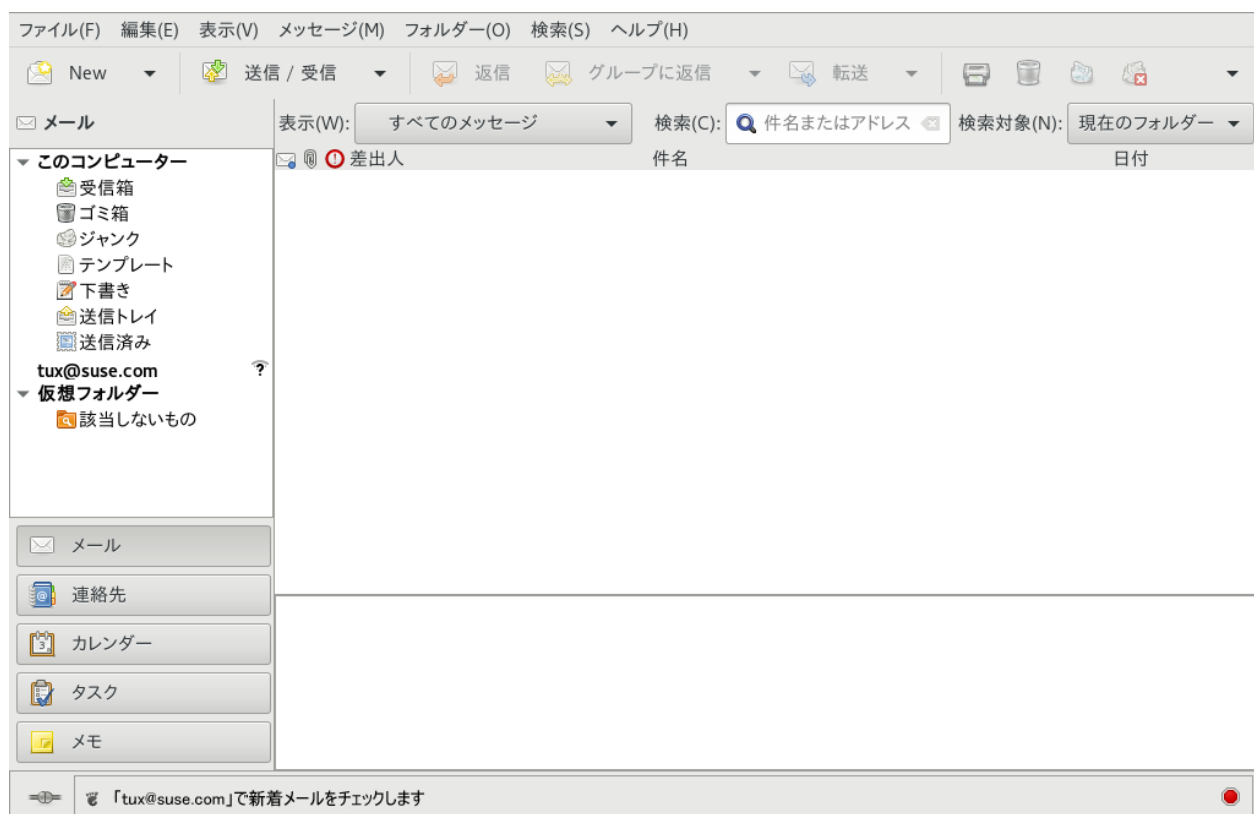 ファイル(F) 編集(E) 表示(V) メッセージ(M) フォルダー(O) 検索(S) ヘルプ(H)
New 送信 / 受信 返信 グループに返信 転送
メール 表示(W): すべてのメッセージ 検索(C): 件名またはアドレス 検索対象(N): 現在のフォルダー
差出人 件名 日付
このコンピューター
受信箱
ゴミ箱
ジャンク
テンプレート
下書き
送信トレイ
送信済み
tux@suse.com
仮想フォルダー
該当しないもの
メール
連絡先
カレンダー
タスク
メモ
「tux@suse.com」で新着メールをチェックします